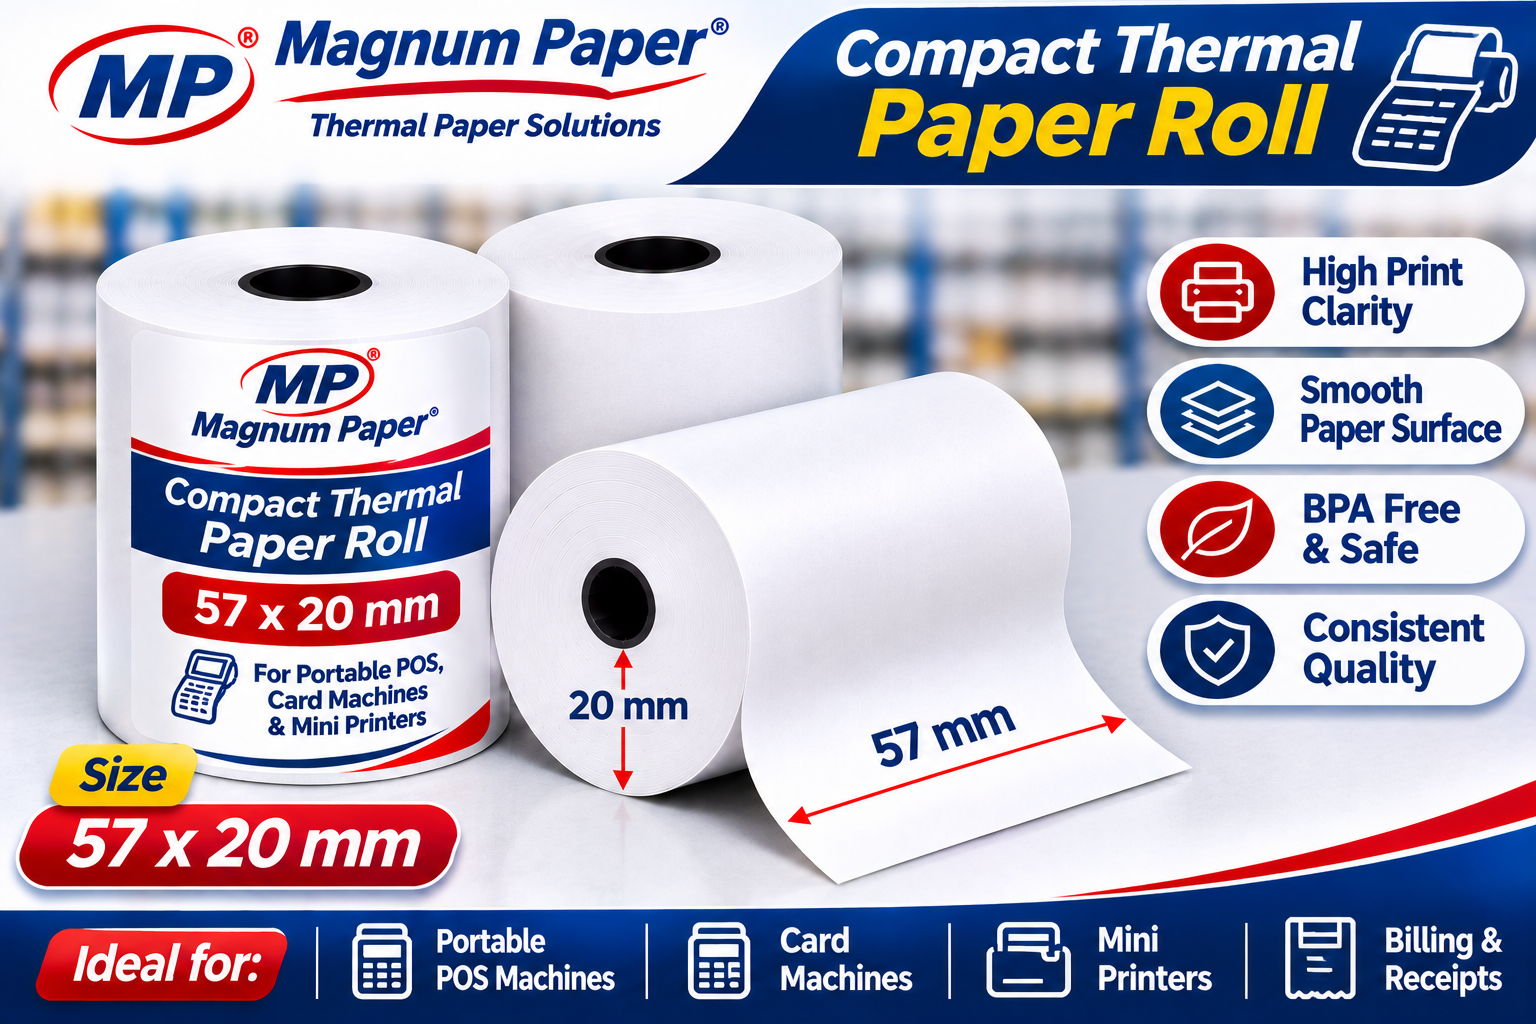 MP®
Magnum Paper®
Thermal Paper Solutions
Compact Thermal
Paper Roll
MP®
Magnum Paper®
Compact Thermal
Paper Roll
57 x 20 mm
For Portable POS,
Card Machines
& Mini Printers
20 mm
57 mm
High Print
Clarity
Smooth
Paper Surface
BPA Free
& Safe
Consistent
Quality
Size
57 x 20 mm
Ideal for:
Portable
POS Machines
Card
Machines
Mini
Printers
Billing &
Receipts